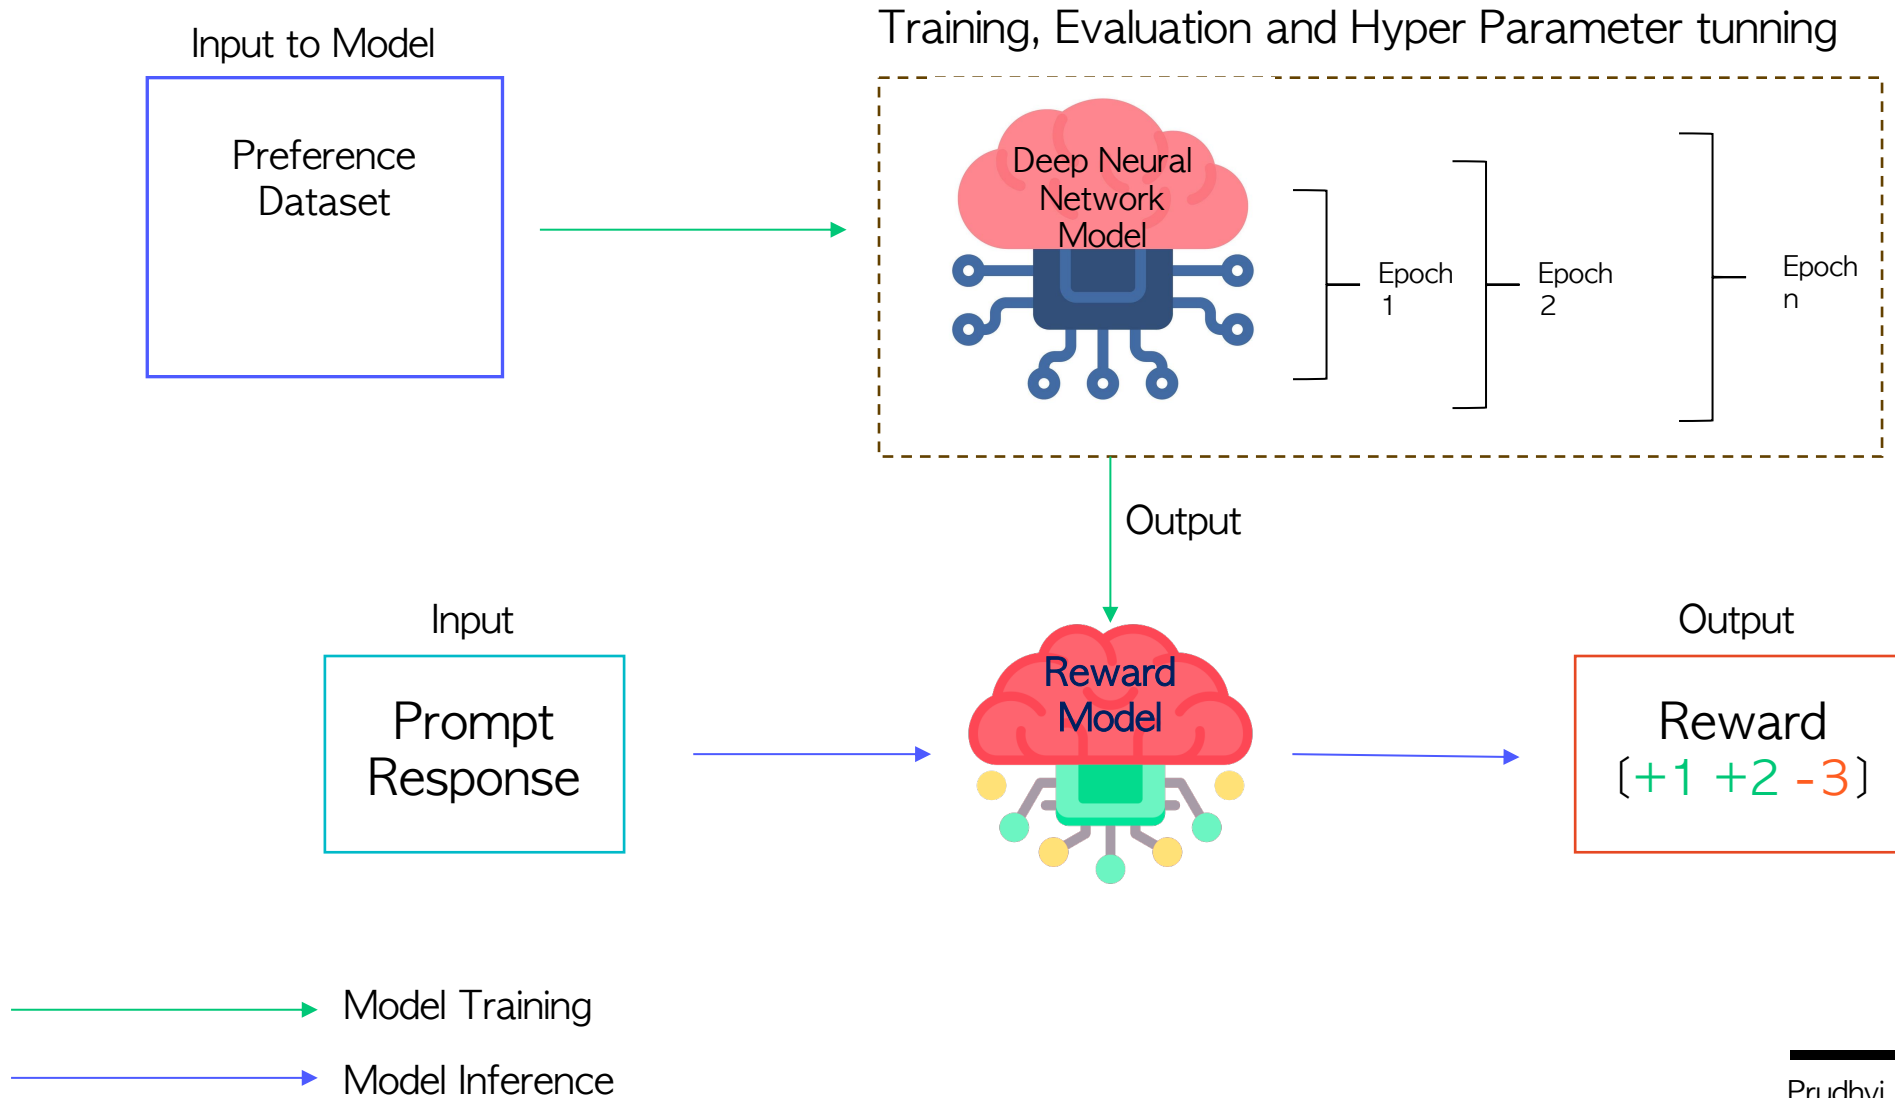 Input to Model
Training, Evaluation and Hyper Parameter tunning
Preference
Dataset
Deep Neural
Network
Model
Epoch
1
Epoch
2
Epoch
n
Output
Input
Prompt
Response
Reward
Model
Output
Reward
[+1 +2 -3]
Model Training
Model Inference
Prudhvi